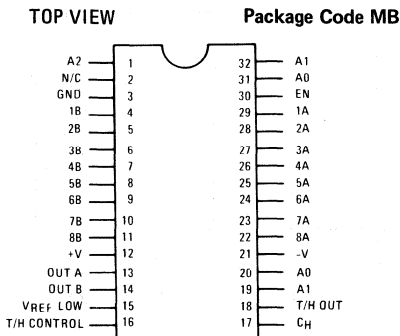 TOP VIEW Package Code MB
A2 1 32 A1
N/C 2 31 A0
GND 3 30 EN
1B 4 29 1A
2B 5 28 2A
3B 6 27 3A
4B 7 26 4A
5B 8 25 5A
6B 9 24 6A
7B 10 23 7A
8B 11 22 8A
+V 12 21 -V
OUT A 13 20 A0
OUT B 14 19 A1
VREF LOW 15 18 T/H OUT
T/H CONTROL 16 17 CH